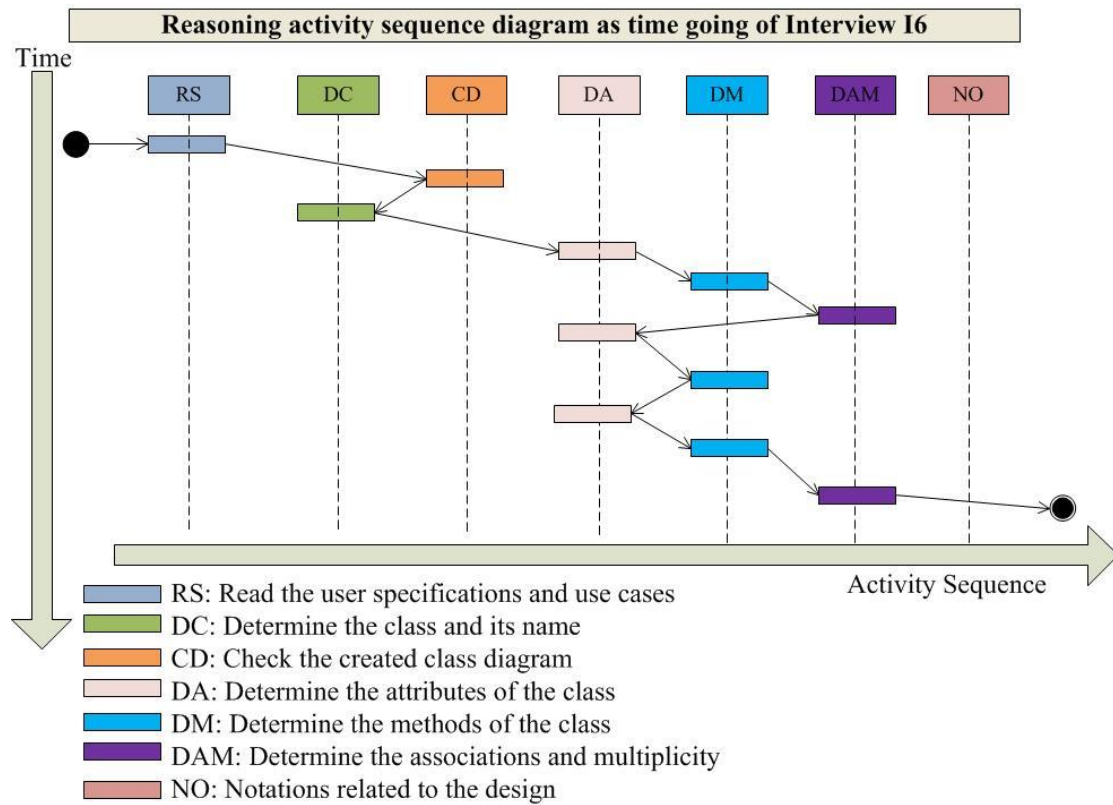 Reasoning activity sequence diagram as time going of Interview I6
Time
RS
DC
CD
DA
DM
DAM
NO
Activity Sequence
RS: Read the user specifications and use cases
DC: Determine the class and its name
CD: Check the created class diagram
DA: Determine the attributes of the class
DM: Determine the methods of the class
DAM: Determine the associations and multiplicity
NO: Notations related to the design